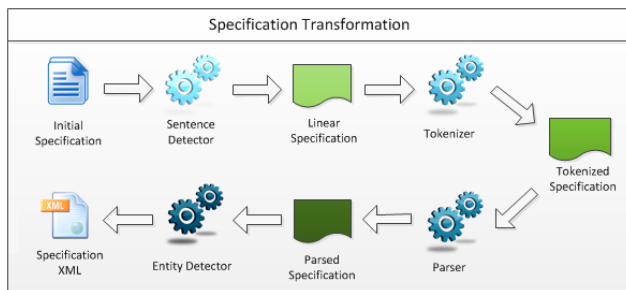 Specification Transformation
Initial
Specification
Sentence
Detector
Linear
Specification
Tokenizer
Tokenized
Specification
Parser
Parsed
Specification
Entity Detector
XML
Specification
XML